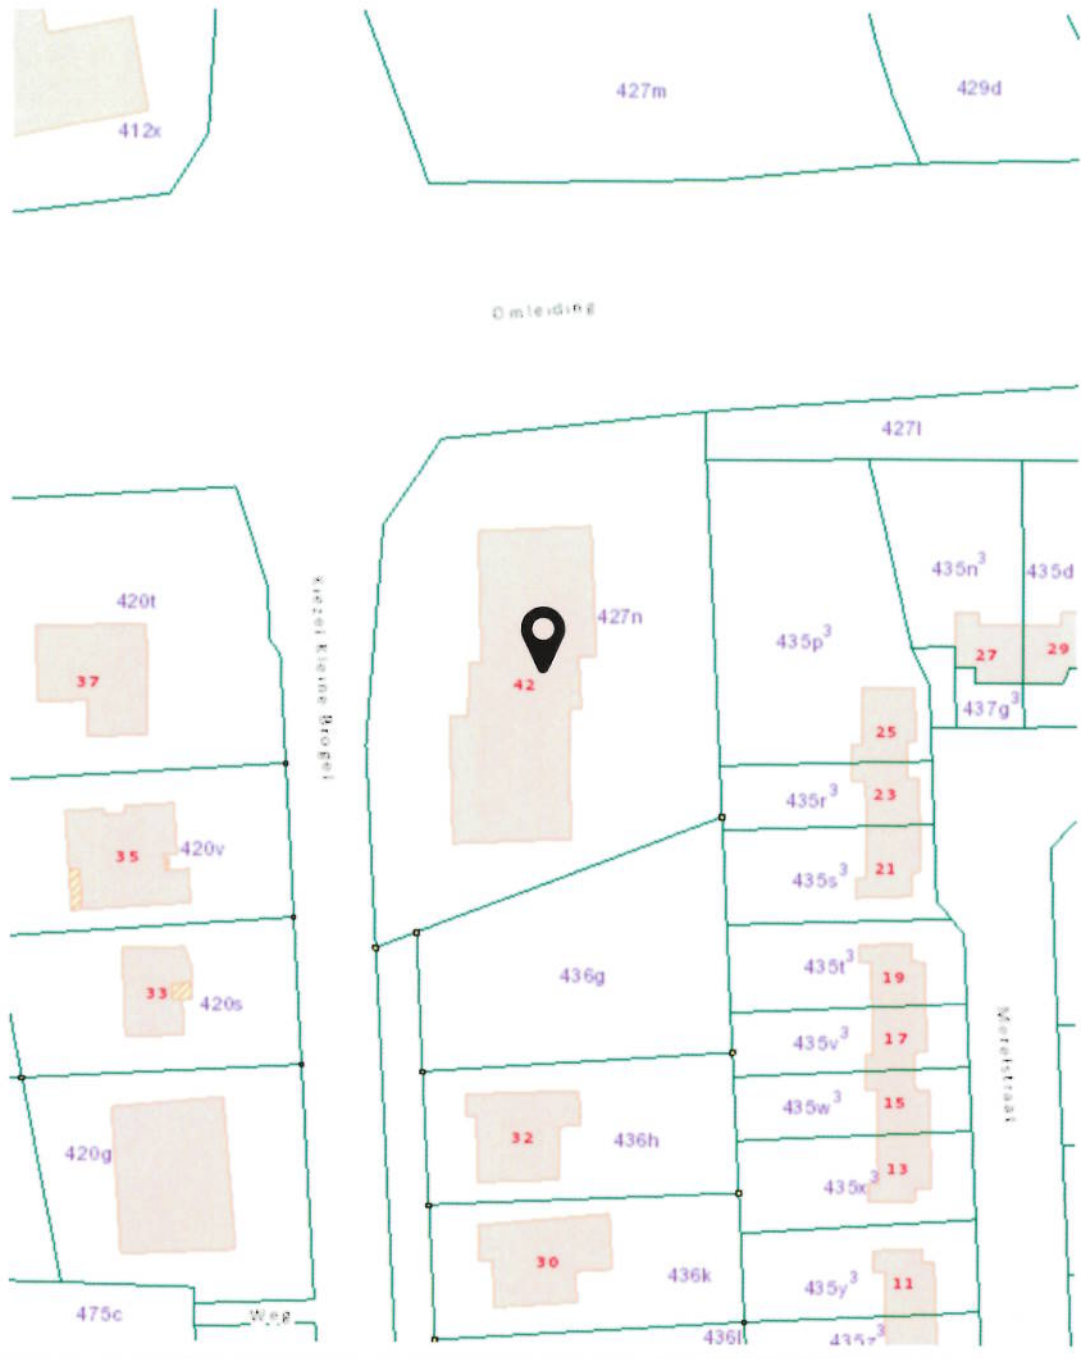 427m
429d
412x
Omleiding
427l
435n³
435d
420t
427n
Kiezel Kleine Brogel
435p³
27
29
37
42
437g³
25
435r³
23
420v
35
21
435s³
435t³
19
436g
33
420s
17
435v³
Merelstraat
15
435w³
32
436h
420g
13
435x³
30
436k
435y³
11
475c
Weg
436l
435z³